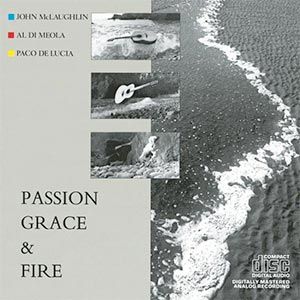 JOHN McLAUGHLIN
AL DI MEOLA
PACO DE LUCIA
PASSION
GRACE
&
FIRE
COMPACT
disc
DIGITAL AUDIO
DIGITALLY MASTERED
ANALOG RECORDING